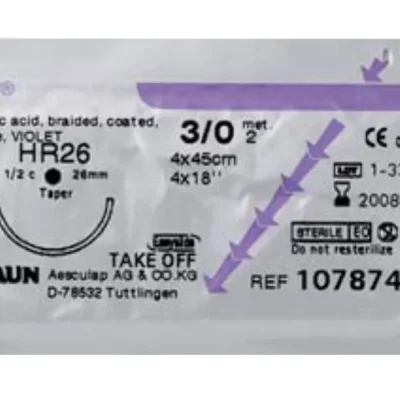 ®
c acid, braided, coated,
e, VIOLET
HR26
1/2 c 26mm
Taper
3/0 met. 2
4x45cm
4x18''
CE
LOT 1-3
2008
STERILE EO
Do not resterilize
TAKE OFF
AUN Aesculap AG & CO.KG
D-78532 Tuttlingen
REF 107874